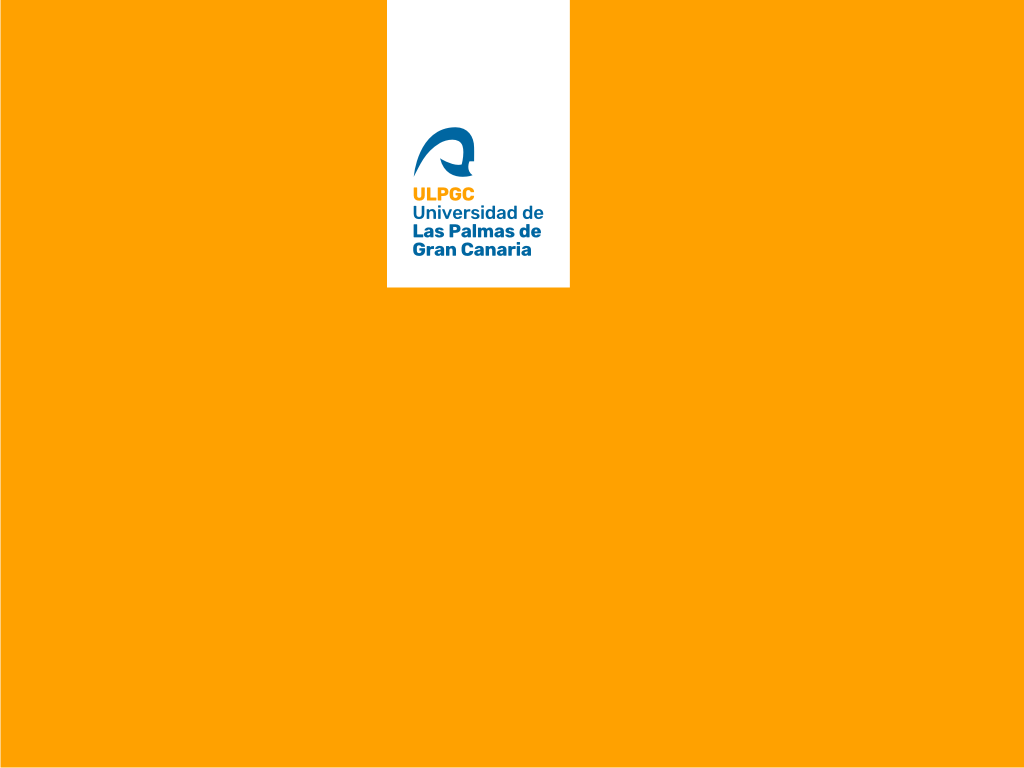 ULPGC
Universidad de
Las Palmas de
Gran Canaria